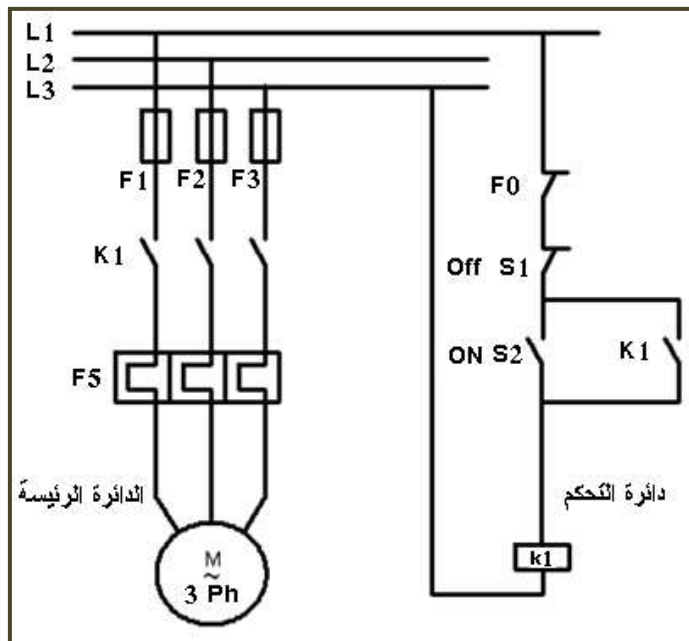 L1
L2
L3
F1 F2 F3
F0
K1
Off S1
ON S2
K1
F5
الدائرة الرئيسة
دائرة التحكم
k1
M
~
3 Ph